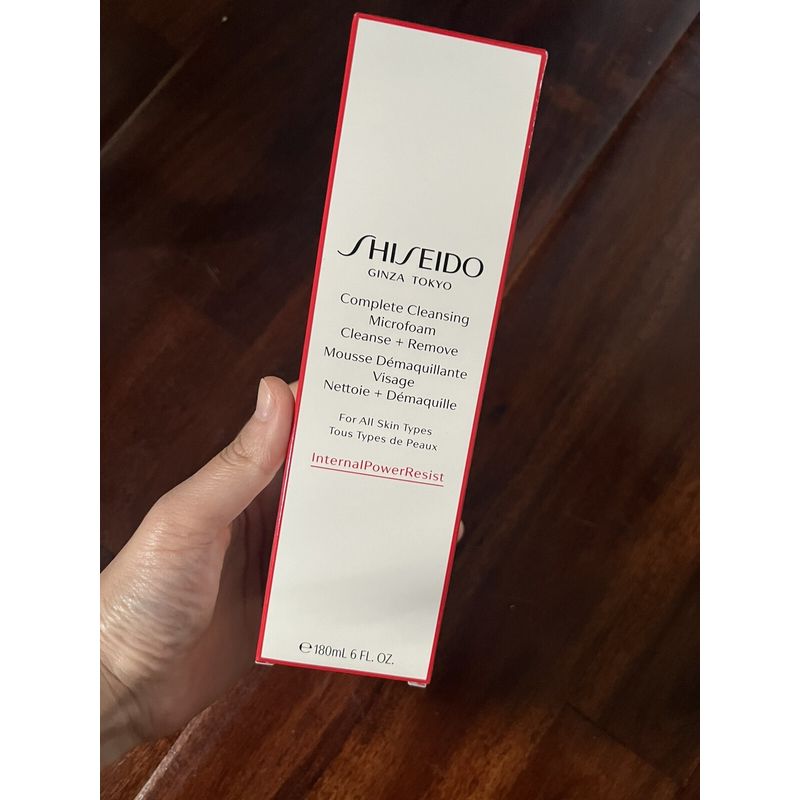 SHISEIDO
GINZA TOKYO
Complete Cleansing
Microfoam
Cleanse + Remove
Mousse Démaquillante
Visage
Nettoie + Démaquille
For All Skin Types
Tous Types de Peaux
InternalPowerResist
℮180mL 6 FL. OZ.